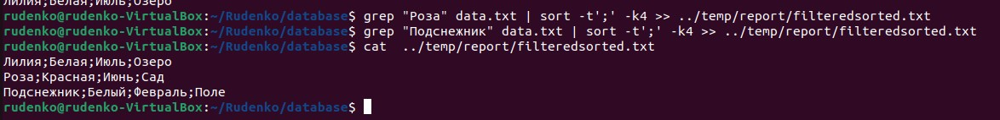 Лилия;Белая;Июль;Озеро
rudenko@rudenko-VirtualBox:~/Rudenko/database$ grep "Роза" data.txt | sort -t';' -k4 >> ../temp/report/filteredsorted.txt
rudenko@rudenko-VirtualBox:~/Rudenko/database$ grep "Подснежник" data.txt | sort -t';' -k4 >> ../temp/report/filteredsorted.txt
rudenko@rudenko-VirtualBox:~/Rudenko/database$ cat  ../temp/report/filteredsorted.txt
Лилия;Белая;Июль;Озеро
Роза;Красная;Июнь;Сад
Подснежник;Белый;Февраль;Поле
rudenko@rudenko-VirtualBox:~/Rudenko/database$